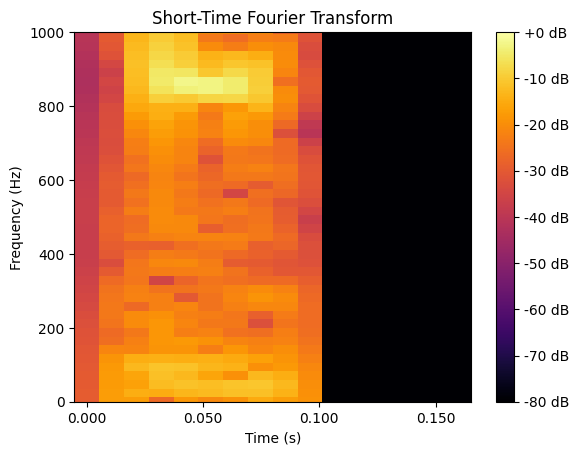 Short-Time Fourier Transform
1000
800
600
400
200
0
Frequency (Hz)
0.000
0.050
0.100
0.150
Time (s)
+0 dB
-10 dB
-20 dB
-30 dB
-40 dB
-50 dB
-60 dB
-70 dB
-80 dB